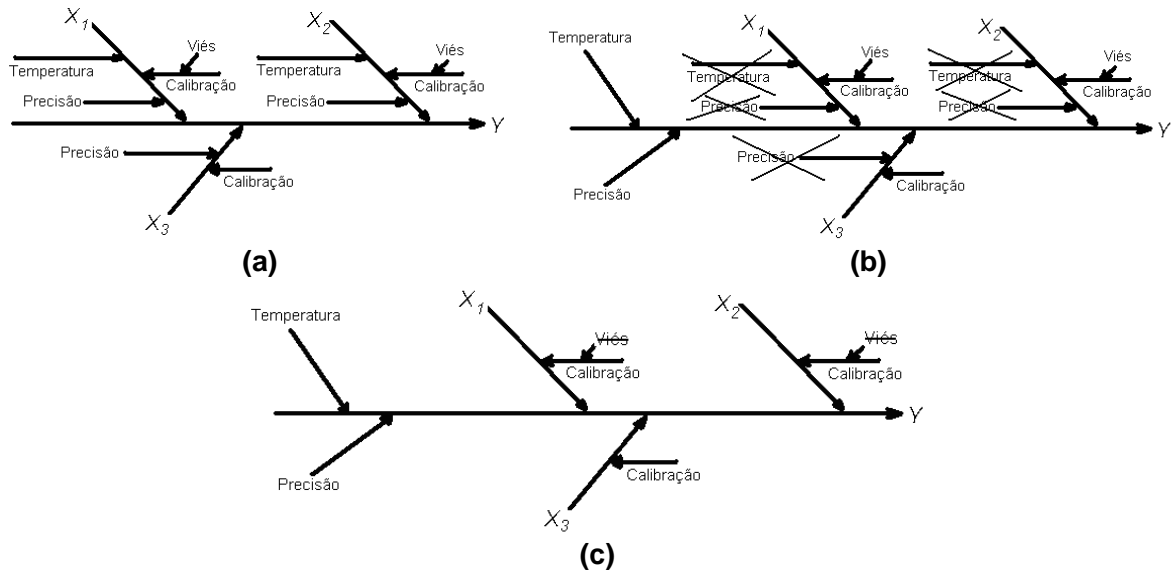 X1
X2
Viés
Viés
Temperatura
Calibração
Temperatura
Calibração
Precisão
Precisão
Y
Precisão
Calibração
X3
(a)
X1
X2
Temperatura
Viés
Viés
Temperatura
Calibração
Temperatura
Calibração
Precisão
Precisão
Y
Precisão
Precisão
Calibração
X3
(b)
X1
X2
Temperatura
Viés
Viés
Calibração
Calibração
Y
Precisão
Calibração
X3
(c)